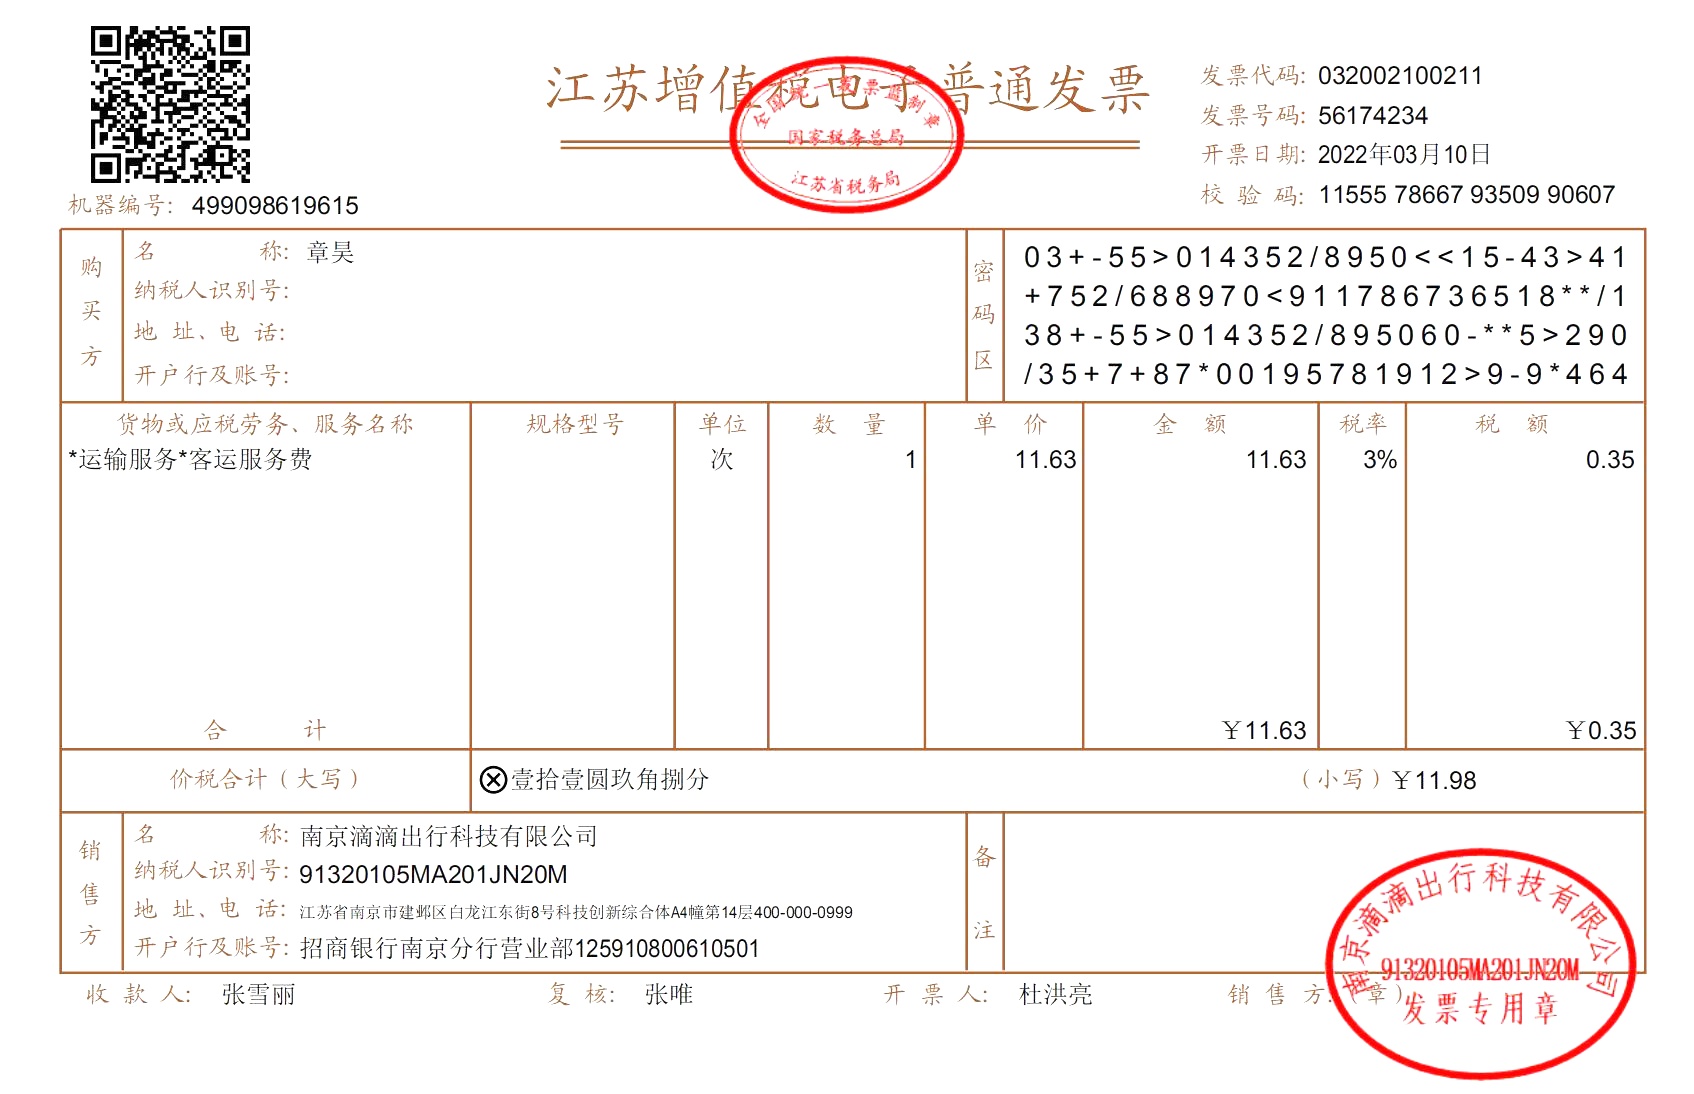 江苏增值税电子普通发票
全国统一发票监制章
国家税务总局
江苏省税务局
发票代码: 032002100211
发票号码: 56174234
开票日期: 2022年03月10日
校 验 码: 11555 78667 93509 90607
机器编号: 499098619615
购买方
名 称: 章昊
纳税人识别号:
地 址、电 话:
开户行及账号:
密码区
03+-55>014352/8950<<15-43>41
+752/688970<911786736518**/1
38+-55>014352/895060-**5>290
/35+7+87*00195781912>9-9*464
货物或应税劳务、服务名称 规格型号 单位 数 量 单 价 金 额 税率 税 额
*运输服务*客运服务费 次 1 11.63 11.63 3% 0.35
合 计 ￥11.63 ￥0.35
价税合计（大写） ⊗壹拾壹圆玖角捌分 （小写）￥11.98
销售方
名 称: 南京滴滴出行科技有限公司
纳税人识别号: 91320105MA201JN20M
地 址、电 话: 江苏省南京市建邺区白龙江东街8号科技创新综合体A4幢第14层400-000-0999
开户行及账号: 招商银行南京分行营业部125910800610501
备注
收 款 人: 张雪丽 复 核: 张唯 开 票 人: 杜洪亮 销 售 方:（章）
南京滴滴出行科技有限公司
91320105MA201JN20M
发票专用章